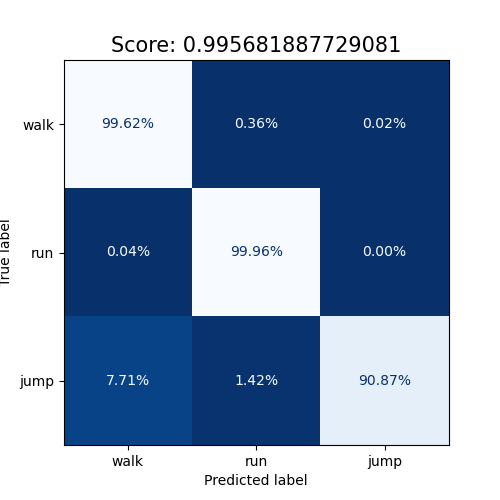 Score: 0.995681887729081
walk 99.62% 0.36% 0.02%
run 0.04% 99.96% 0.00%
jump 7.71% 1.42% 90.87%
True label
walk run jump
Predicted label